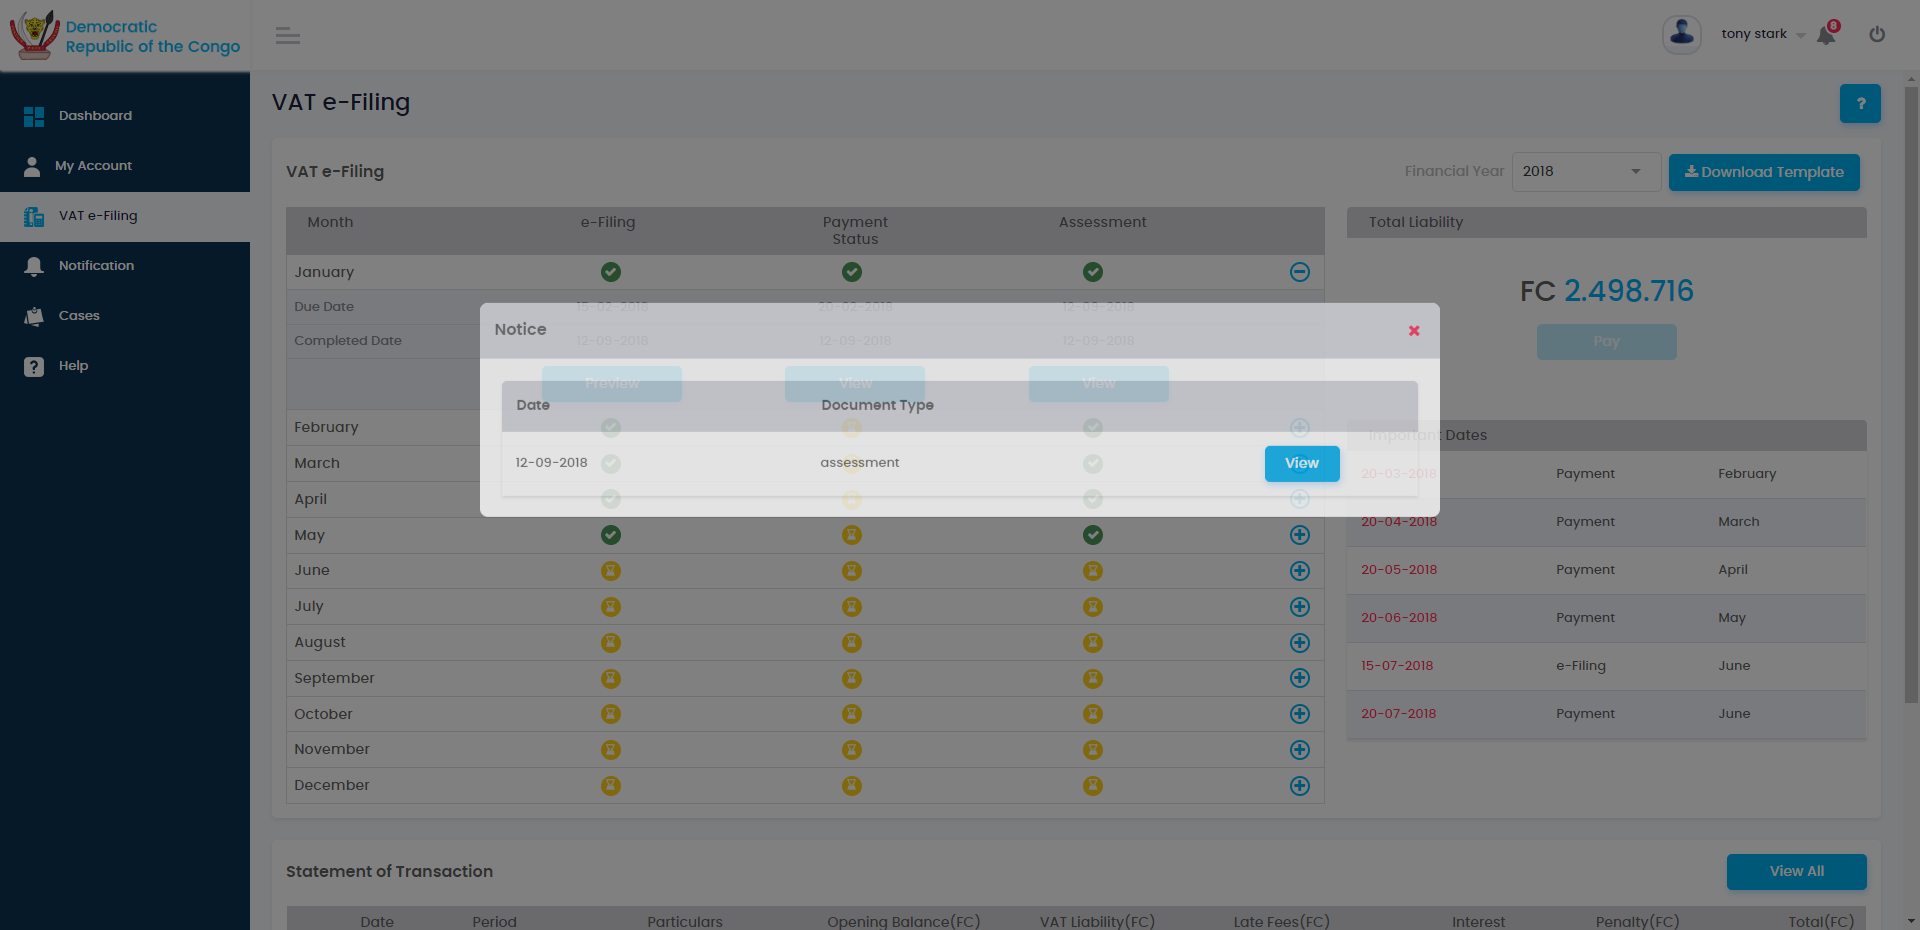 Democratic
Republic of the Congo
tony stark
8
Dashboard
My Account
VAT e-Filing
Notification
Cases
Help
VAT e-Filing
?
VAT e-Filing
Financial Year
2018
Download Template
Month
e-Filing
Payment
Status
Assessment
January
Due Date
15-02-2018
20-02-2018
12-09-2018
Completed Date
12-09-2018
12-09-2018
12-09-2018
Preview
View
View
February
March
April
May
June
July
August
September
October
November
December
Notice
Date
Document Type
12-09-2018
assessment
View
Total Liability
FC 2.498.716
Pay
Important Dates
20-03-2018 Payment February
20-04-2018 Payment March
20-05-2018 Payment April
20-06-2018 Payment May
15-07-2018 e-Filing June
20-07-2018 Payment June
Statement of Transaction
View All
Date
Period
Particulars
Opening Balance(FC)
VAT Liability(FC)
Late Fees(FC)
Interest
Penalty(FC)
Total(FC)